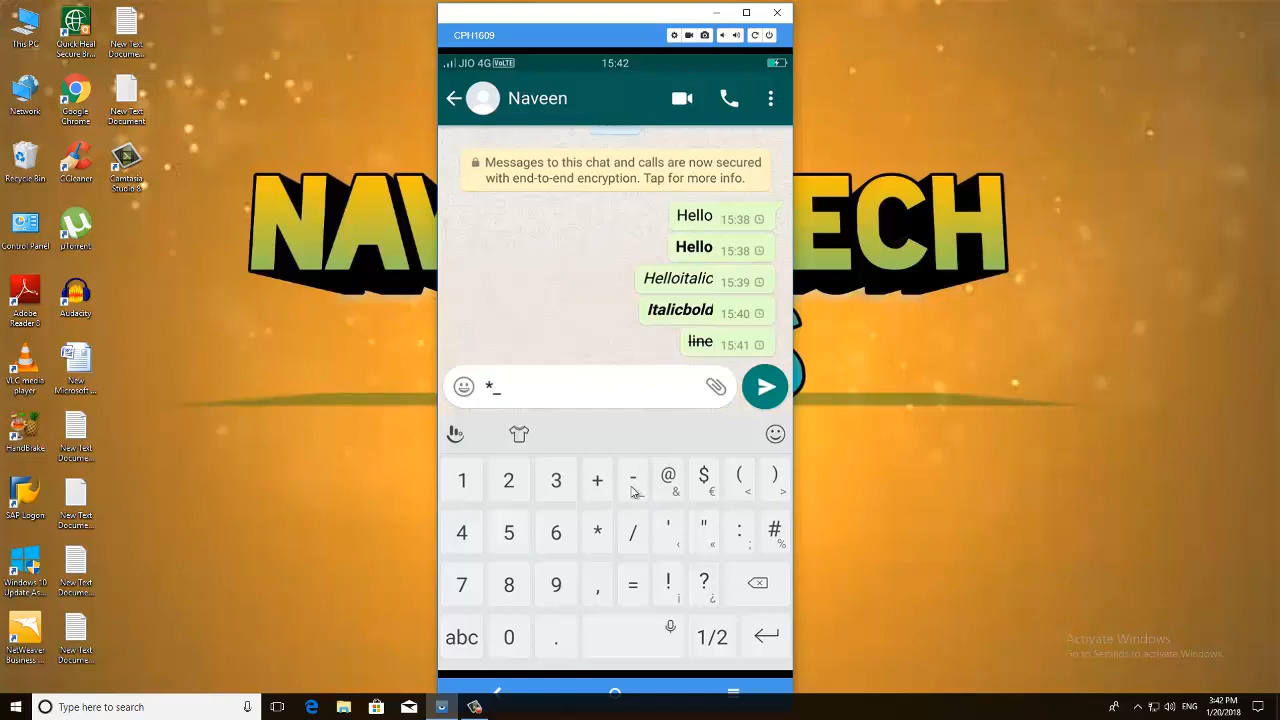 CPH1609
JIO 4G VoLTE
15:42
Naveen
Messages to this chat and calls are now secured
with end-to-end encryption. Tap for more info.
Hello 15:38
Hello 15:38
Helloitalic 15:39
Italicbold 15:40
line 15:41
*_
1 2 3 + - _ @ & $ € ( < ) >
4 5 6 * / ' ‹ " « : ; # %
7 8 9 , = ! ¡ ? ¿
abc 0 . 1/2
This PC
Quick Heal
Secure Br...
New Text
Docume...
Network
Google
Chrome
New Text
Document
Recycle Bin
CCleaner
Camtasia
Studio 8
Control Panel
µTorrent
Adobe
Reader 8
Audacity
VLC media
player
New
Microsoft ...
HandBrake
New Text
Docume...
SAP Logon
New Text
Docume...
Windows 10
Update As...
New Text
Docume...
NetWeaver
Business ...
New Text
Docume...
NAV
ECH
S
Activate Windows
Go to Settings to activate Windows.
Type here to search
ENG
3:42 PM
1/20/2018